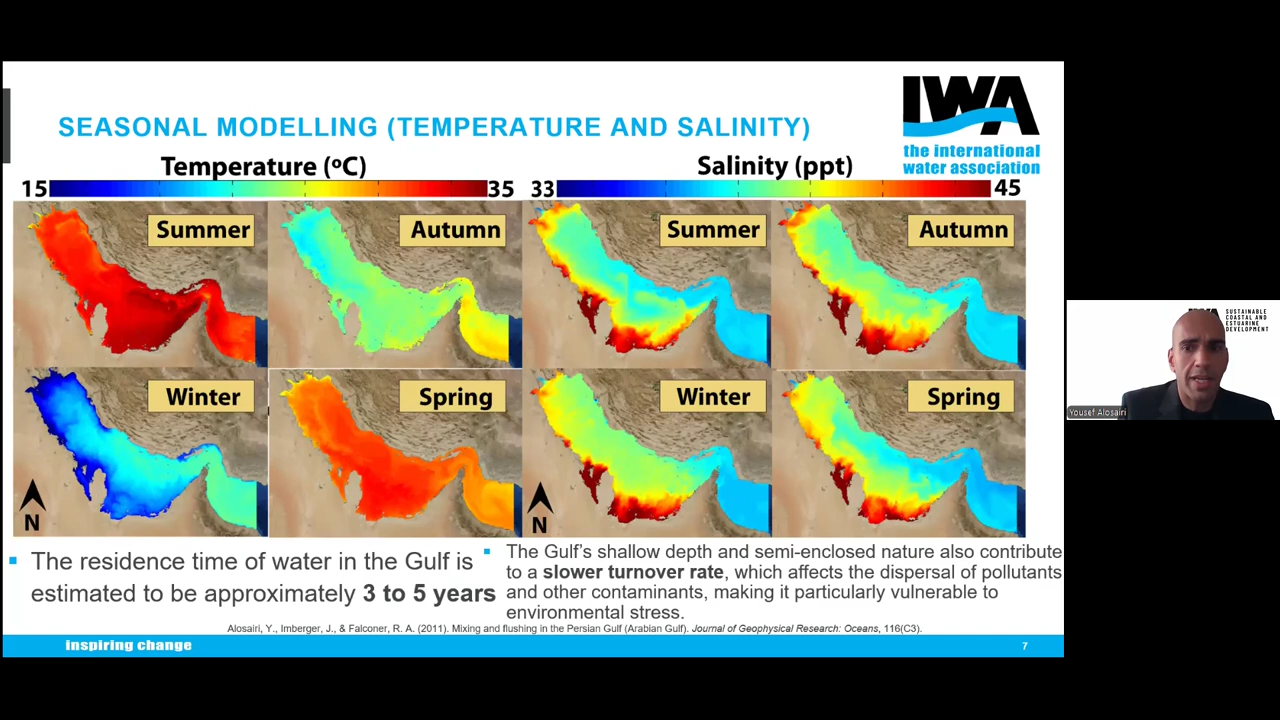 IWA
the international
water association
SEASONAL MODELLING (TEMPERATURE AND SALINITY)
Temperature (ºC)
15
35
Salinity (ppt)
33
45
Summer
Autumn
Summer
Autumn
Winter
Spring
Winter
Spring
N
N
The residence time of water in the Gulf is
estimated to be approximately 3 to 5 years
The Gulf's shallow depth and semi-enclosed nature also contribute
to a slower turnover rate, which affects the dispersal of pollutants
and other contaminants, making it particularly vulnerable to
environmental stress.
Alosairi, Y., Imberger, J., & Falconer, R. A. (2011). Mixing and flushing in the Persian Gulf (Arabian Gulf). Journal of Geophysical Research: Oceans, 116(C3).
inspiring change
7
SUSTAINABLE
COASTAL AND
ESTUARINE
DEVELOPMENT
Yousef Alosairi